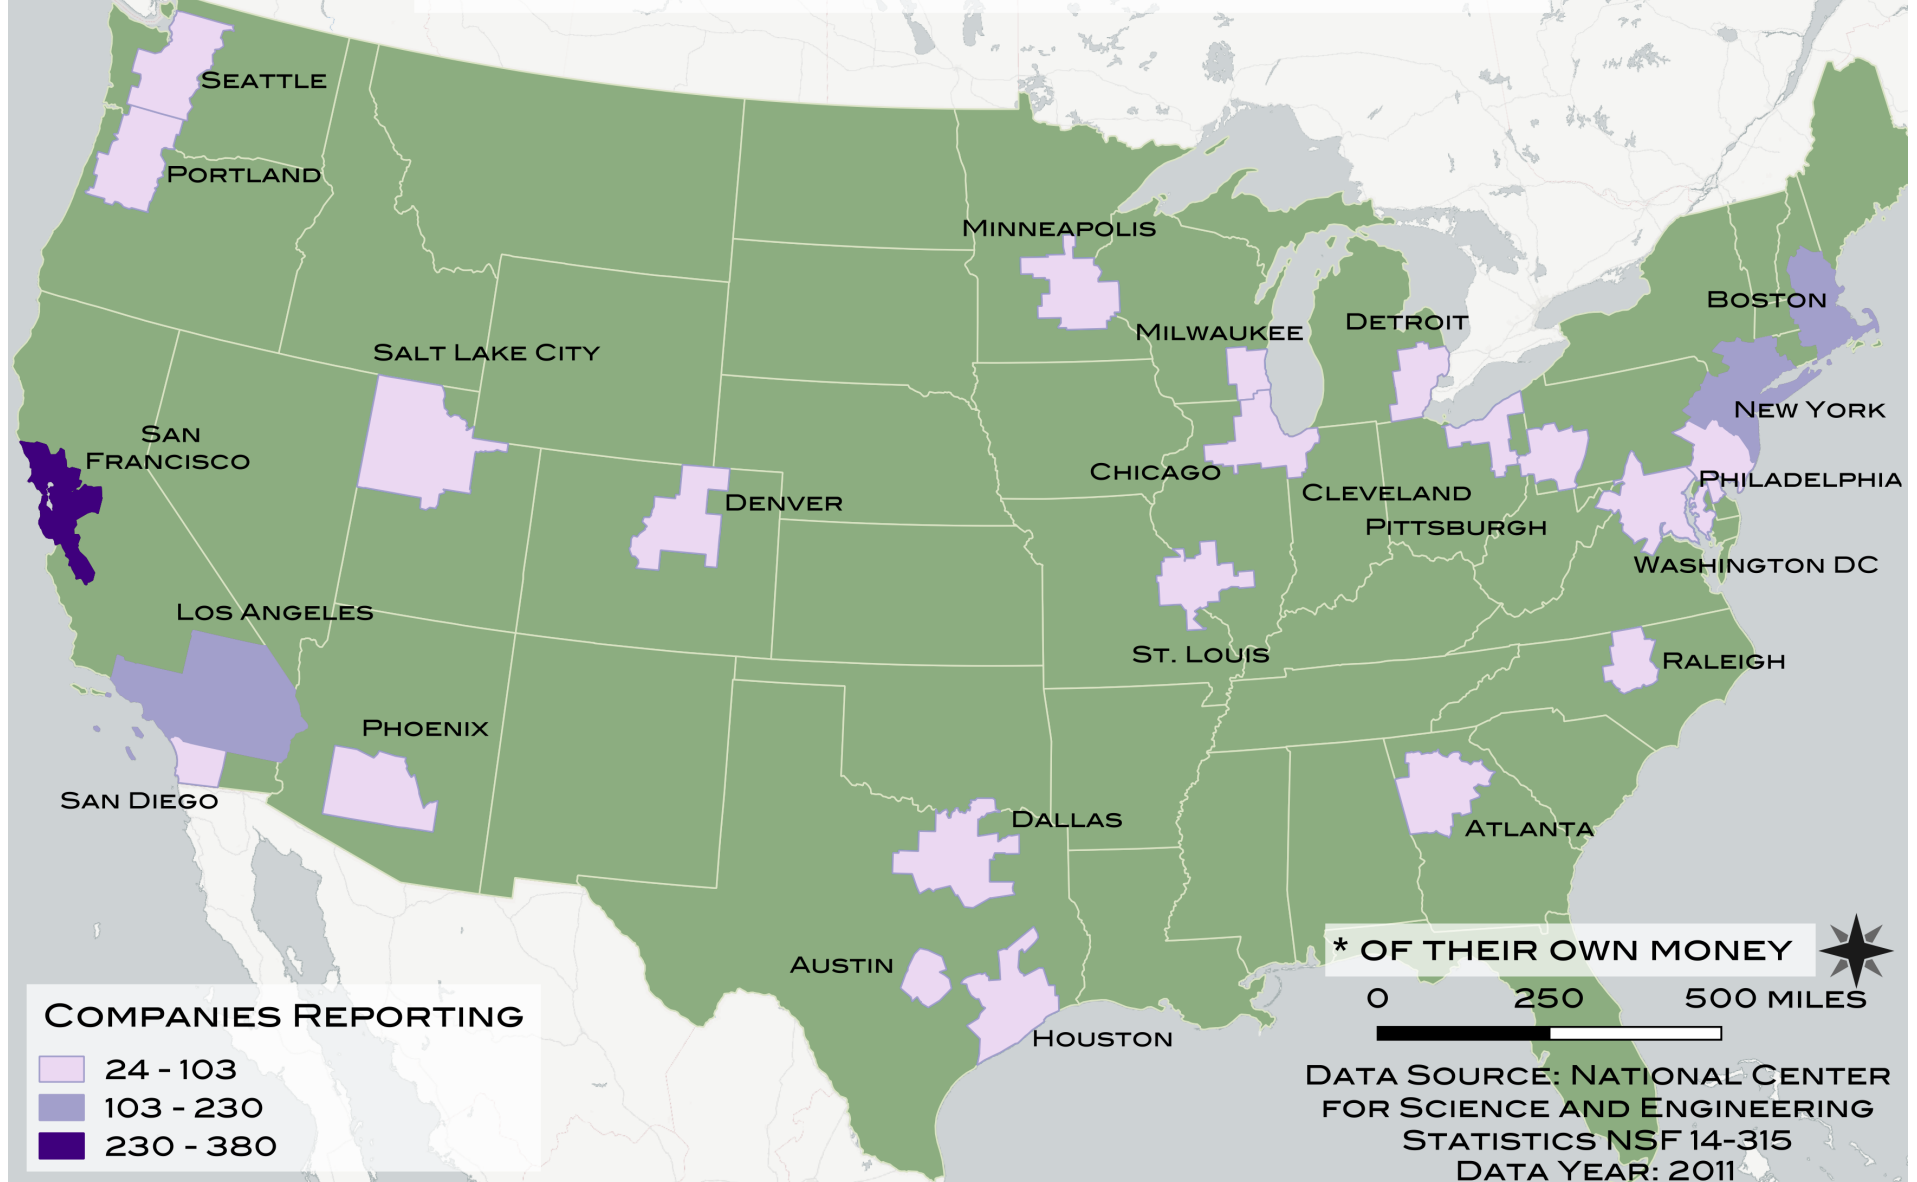 Seattle
Portland
Minneapolis
Boston
Detroit
Milwaukee
Salt Lake City
New York
San
Francisco
Chicago
Philadelphia
Cleveland
Denver
Pittsburgh
Washington DC
Los Angeles
St. Louis
Raleigh
Phoenix
San Diego
Dallas
Atlanta
Austin
Houston
* OF THEIR OWN MONEY
0 250 500 MILES
Companies Reporting
24 - 103
103 - 230
230 - 380
Data Source: National Center
for Science and Engineering
Statistics NSF 14-315
Data Year: 2011